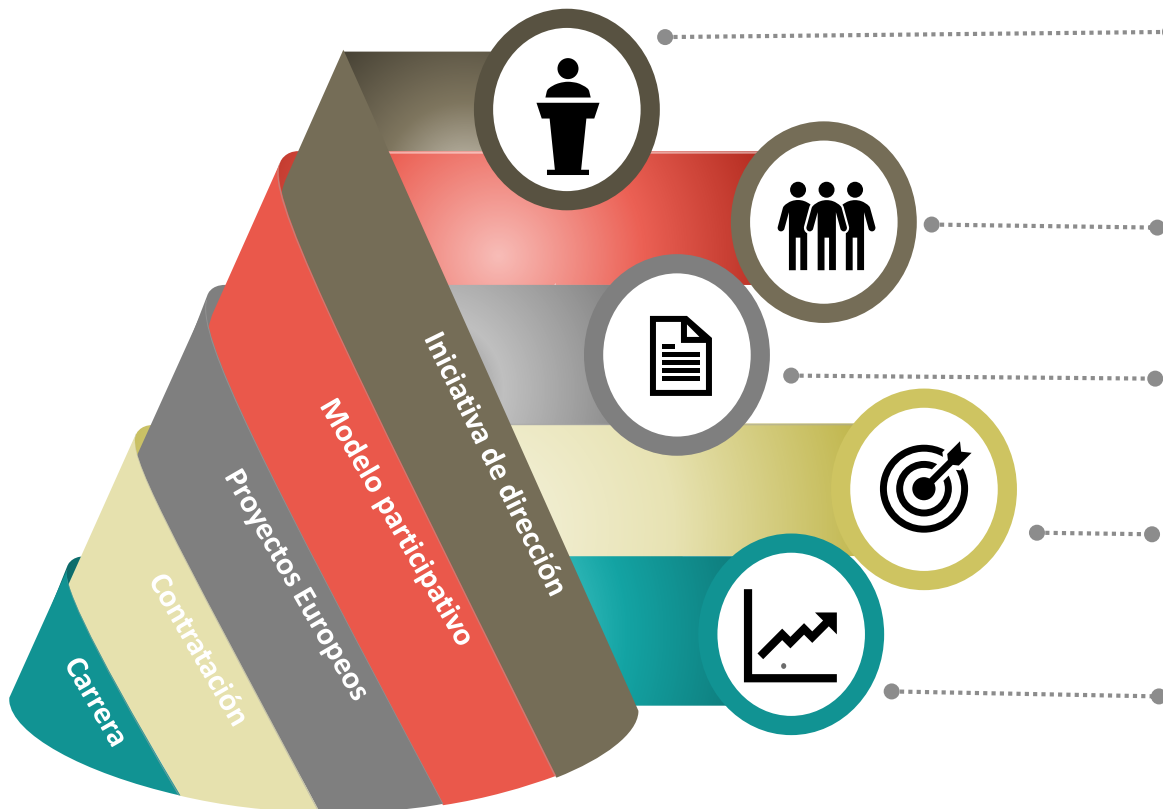 Iniciativa de dirección
Modelo participativo
Proyectos Europeos
Contratación
Carrera